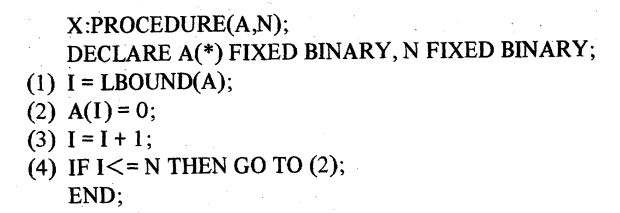 X:PROCEDURE(A,N);
DECLARE A(*) FIXED BINARY, N FIXED BINARY;
(1) I = LBOUND(A);
(2) A(I) = 0;
(3) I = I + 1;
(4) IF I<= N THEN GO TO (2);
END;